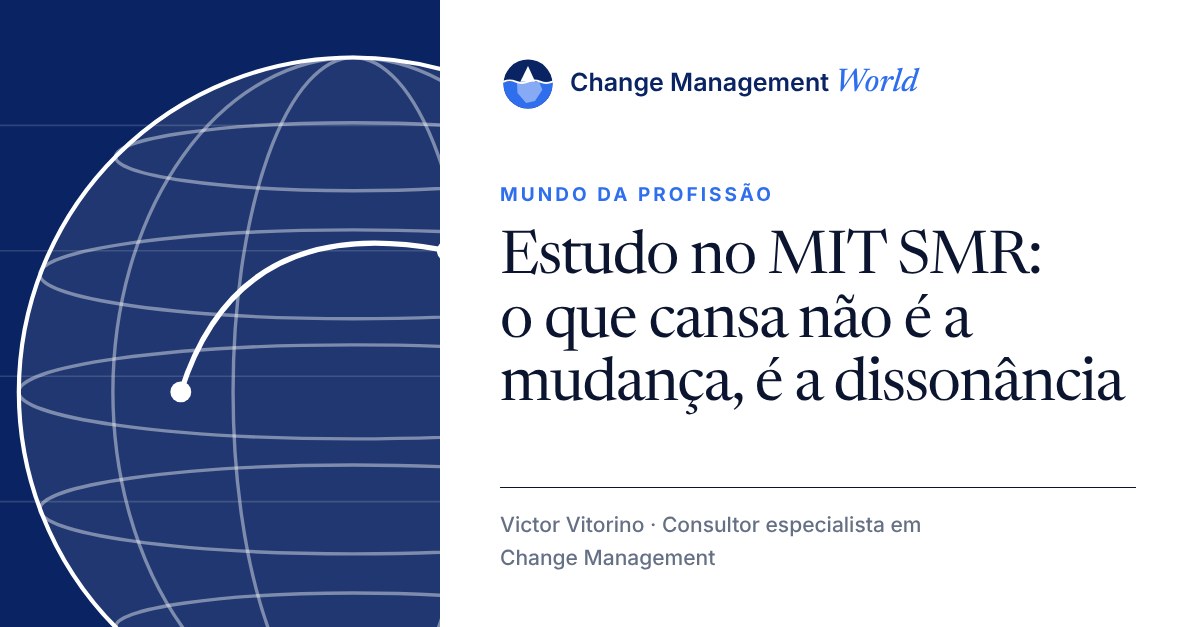 Change Management World
MUNDO DA PROFISSÃO
Estudo no MIT SMR:
o que cansa não é a
mudança, é a dissonância
Victor Vitorino · Consultor especialista em
Change Management